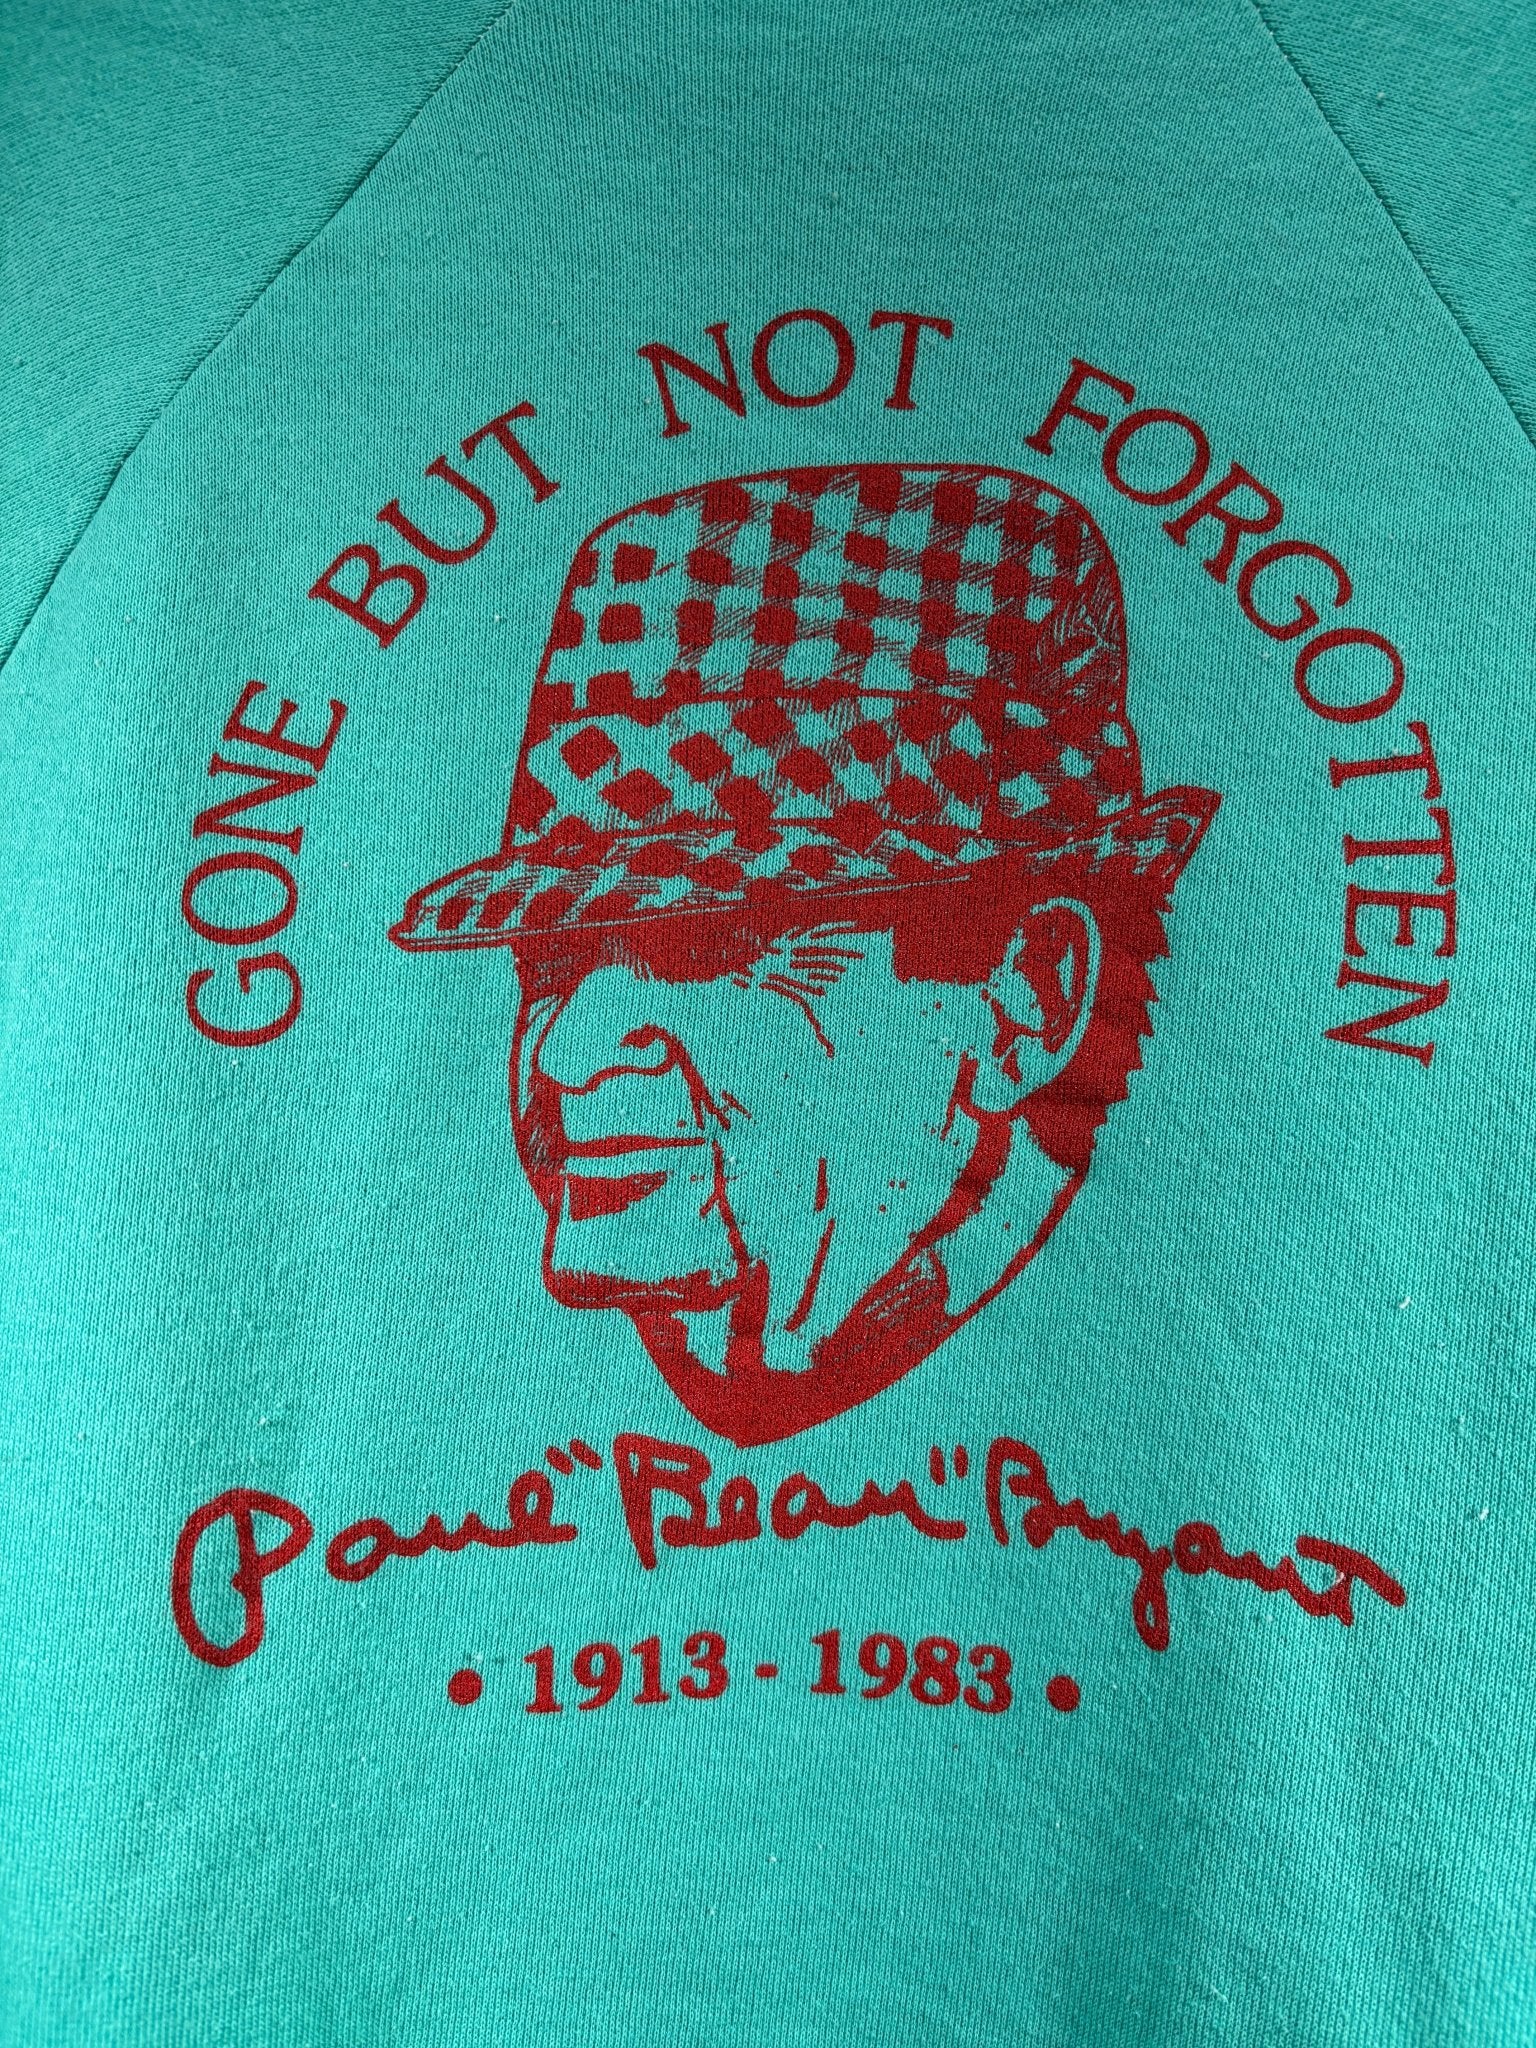 GONE BUT NOT FORGOTTEN
Paul "Bear" Bryant
• 1913 - 1983 •